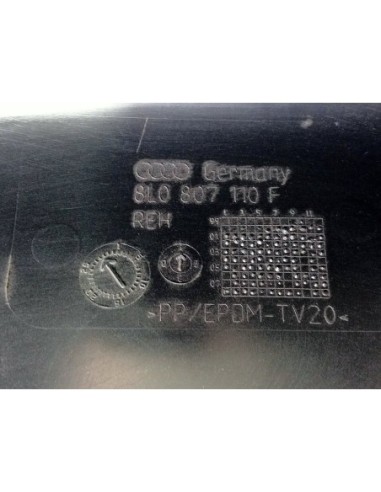 Germany
8L0 807 110 F
REH
>PP/EPDM-TV20<